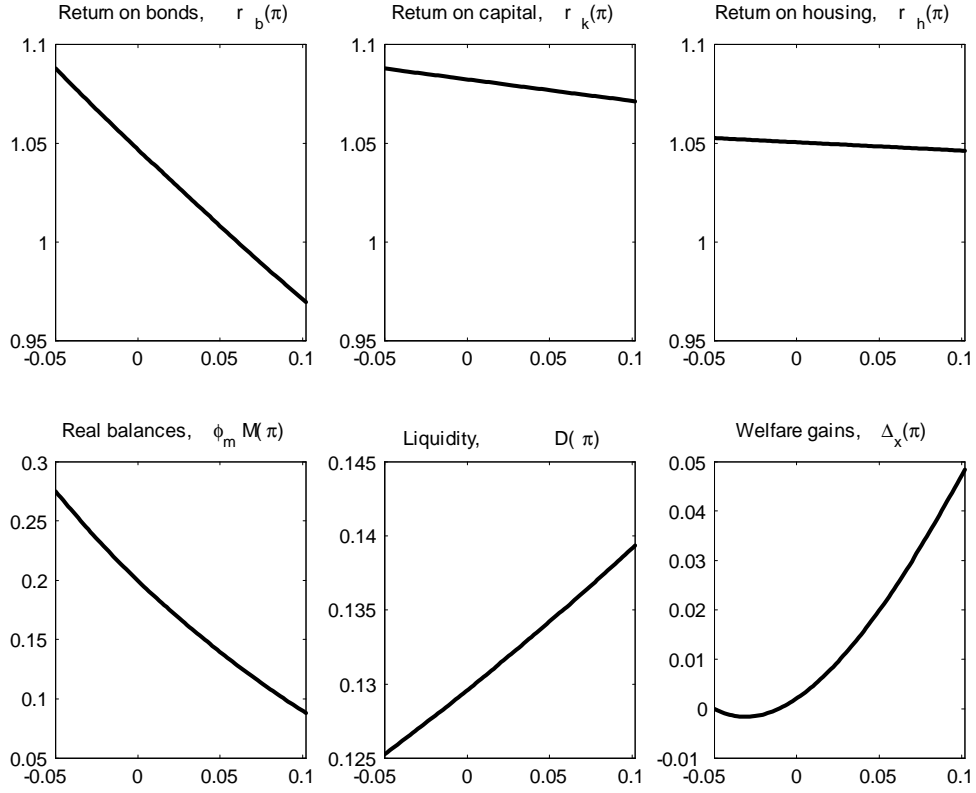 Return on bonds, r_b(π)
Return on capital, r_k(π)
Return on housing, r_h(π)
1.1
1.05
1
0.95
-0.05 0 0.05 0.1
1.1
1.05
1
0.95
-0.05 0 0.05 0.1
1.1
1.05
1
0.95
-0.05 0 0.05 0.1
Real balances, ϕ_m M(π)
Liquidity, D(π)
Welfare gains, Δ_x(π)
0.3
0.25
0.2
0.15
0.1
0.05
-0.05 0 0.05 0.1
0.145
0.14
0.135
0.13
0.125
-0.05 0 0.05 0.1
0.05
0.04
0.03
0.02
0.01
0
-0.01
-0.05 0 0.05 0.1